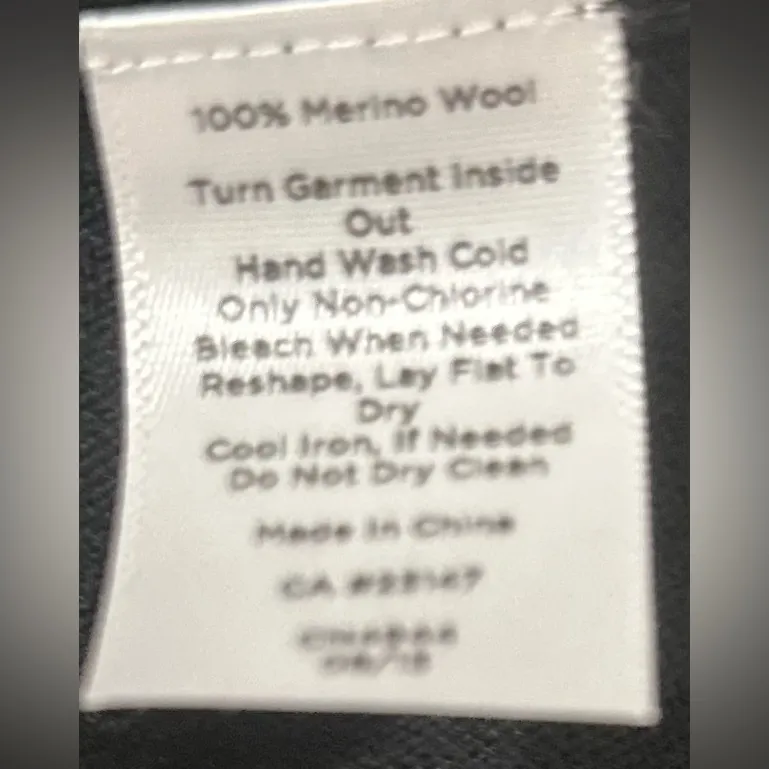 100% Merino Wool
Turn Garment Inside
Out
Hand Wash Cold
Only Non-Chlorine
Bleach When Needed
Reshape, Lay Flat To
Dry
Cool Iron, If Needed
Do Not Dry Clean
Made In China
CA